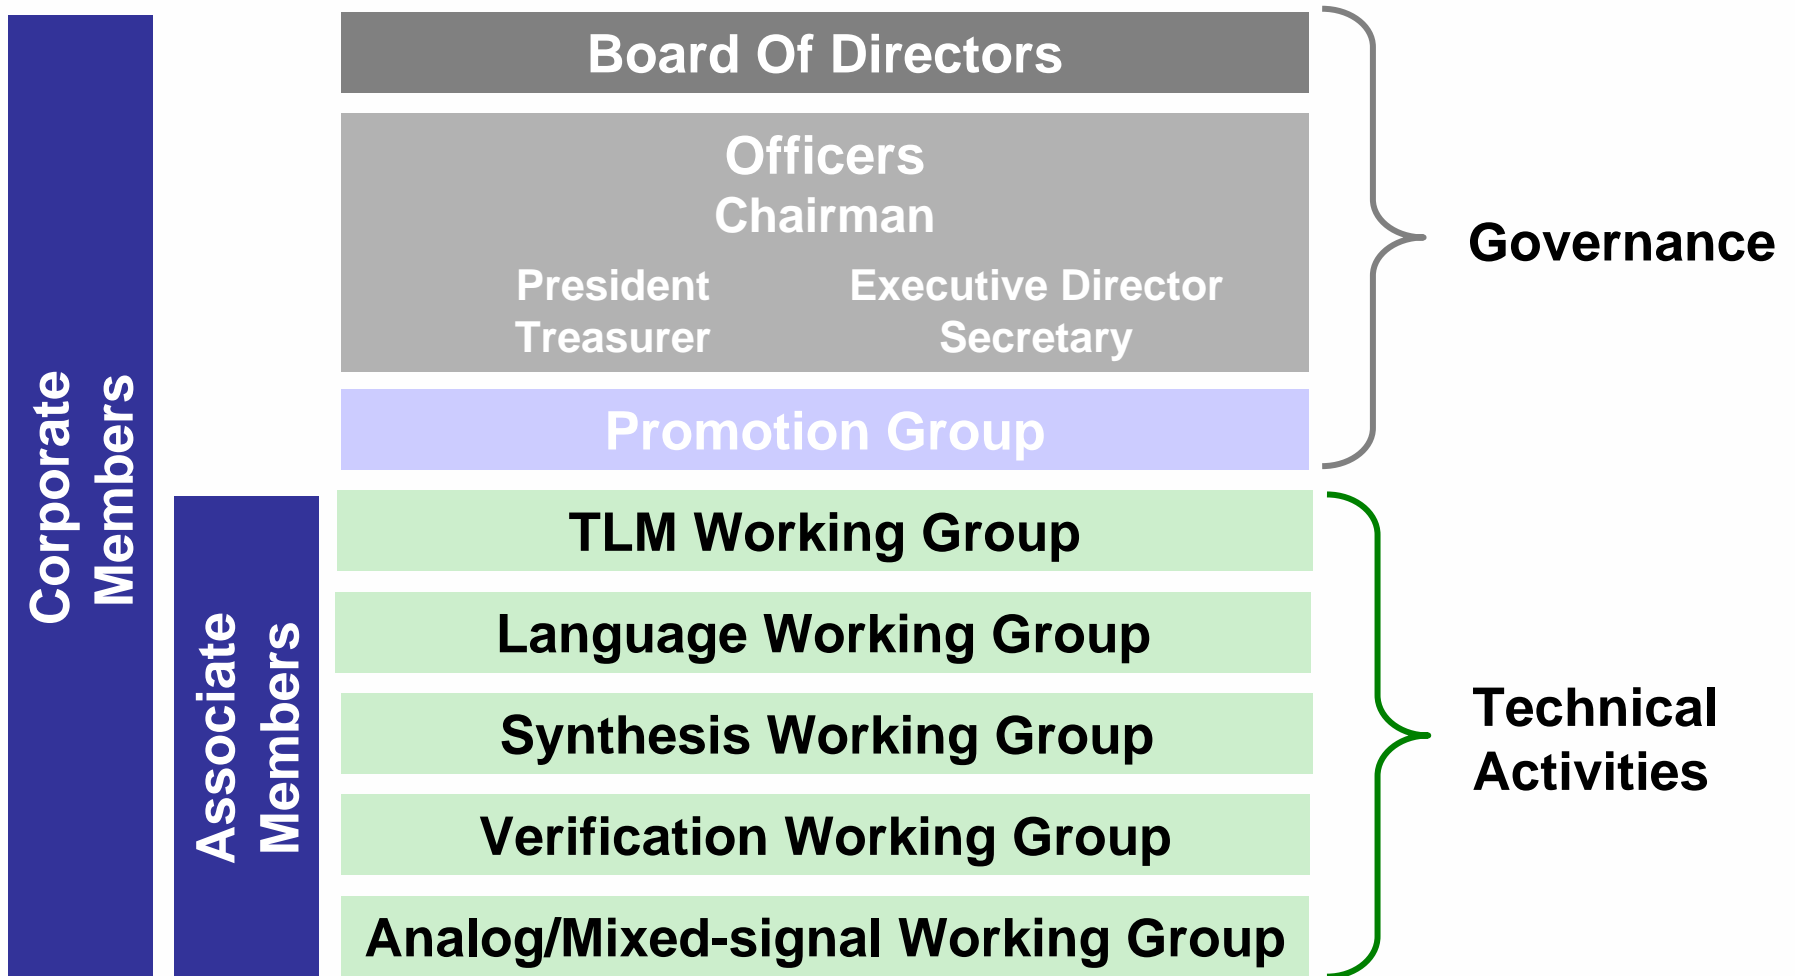 Corporate
Members
Associate
Members
Board Of Directors
Officers
Chairman
President
Executive Director
Treasurer
Secretary
Promotion Group
Governance
TLM Working Group
Language Working Group
Synthesis Working Group
Verification Working Group
Analog/Mixed-signal Working Group
Technical
Activities